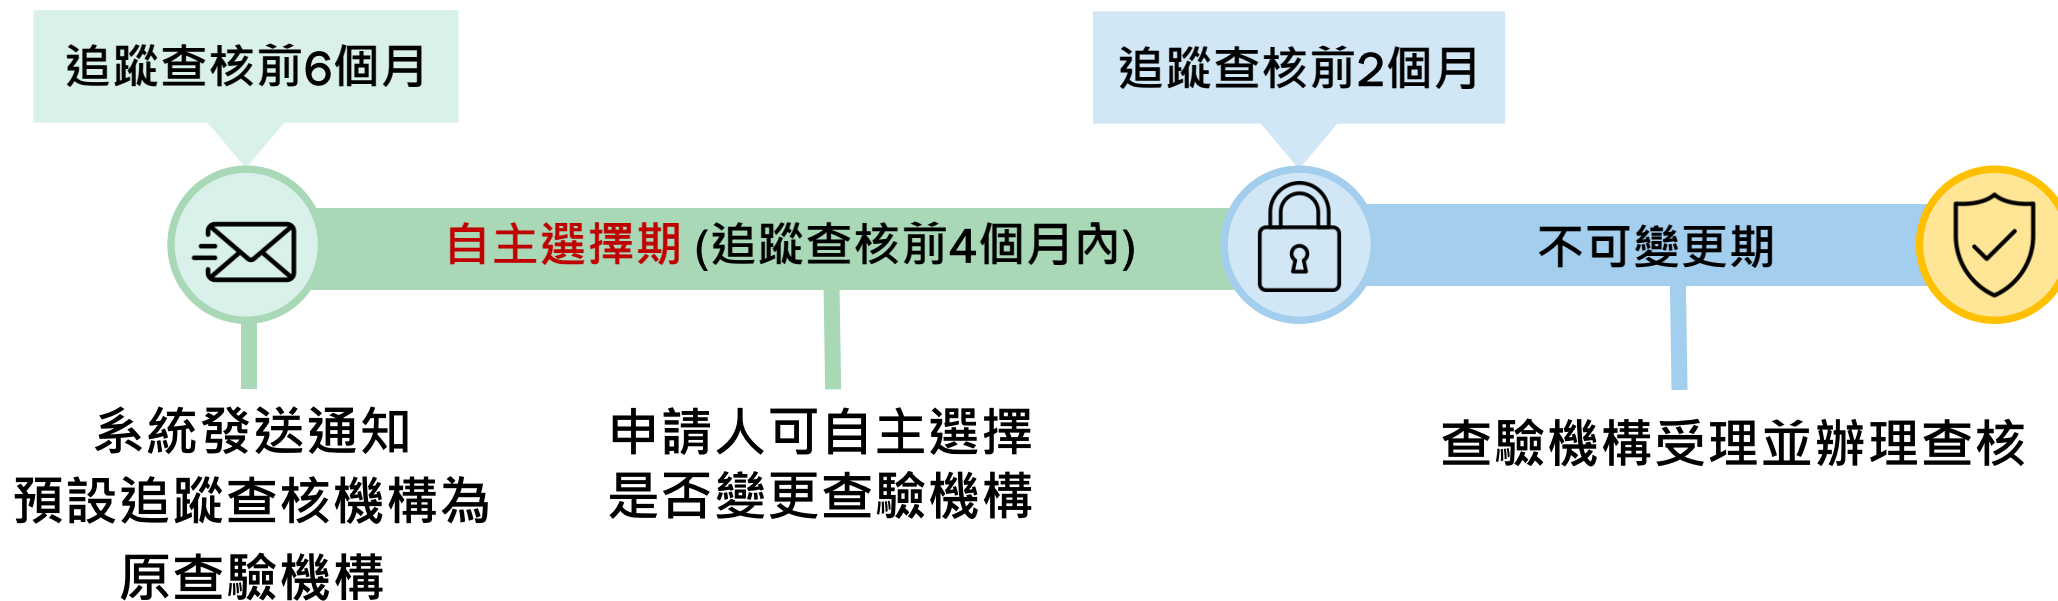 追蹤查核前6個月
追蹤查核前2個月
自主選擇期 (追蹤查核前4個月內)
不可變更期
系統發送通知
預設追蹤查核機構為
原查驗機構
申請人可自主選擇
是否變更查驗機構
查驗機構受理並辦理查核